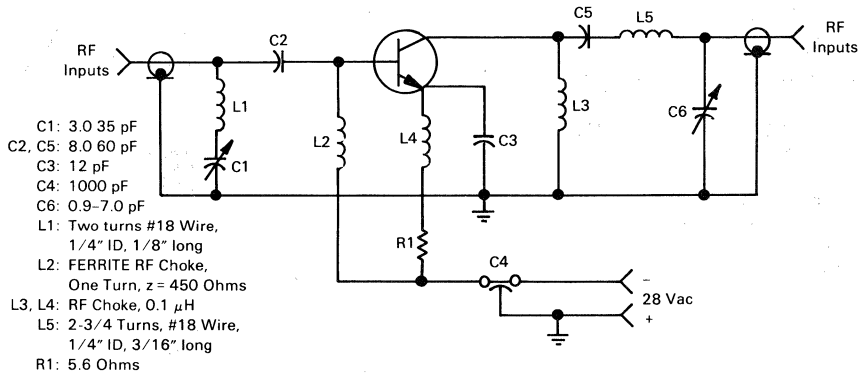 RF
Inputs
C2
L1
C1
L2
L4
C3
R1
C4
L3
C5
L5
C6
RF
Inputs
–
28 Vac
+
C1: 3.0 35 pF
C2, C5: 8.0 60 pF
C3: 12 pF
C4: 1000 pF
C6: 0.9–7.0 pF
L1: Two turns #18 Wire,
1/4" ID, 1/8" long
L2: FERRITE RF Choke,
One Turn, z = 450 Ohms
L3, L4: RF Choke, 0.1 μH
L5: 2-3/4 Turns, #18 Wire,
1/4" ID, 3/16" long
R1: 5.6 Ohms